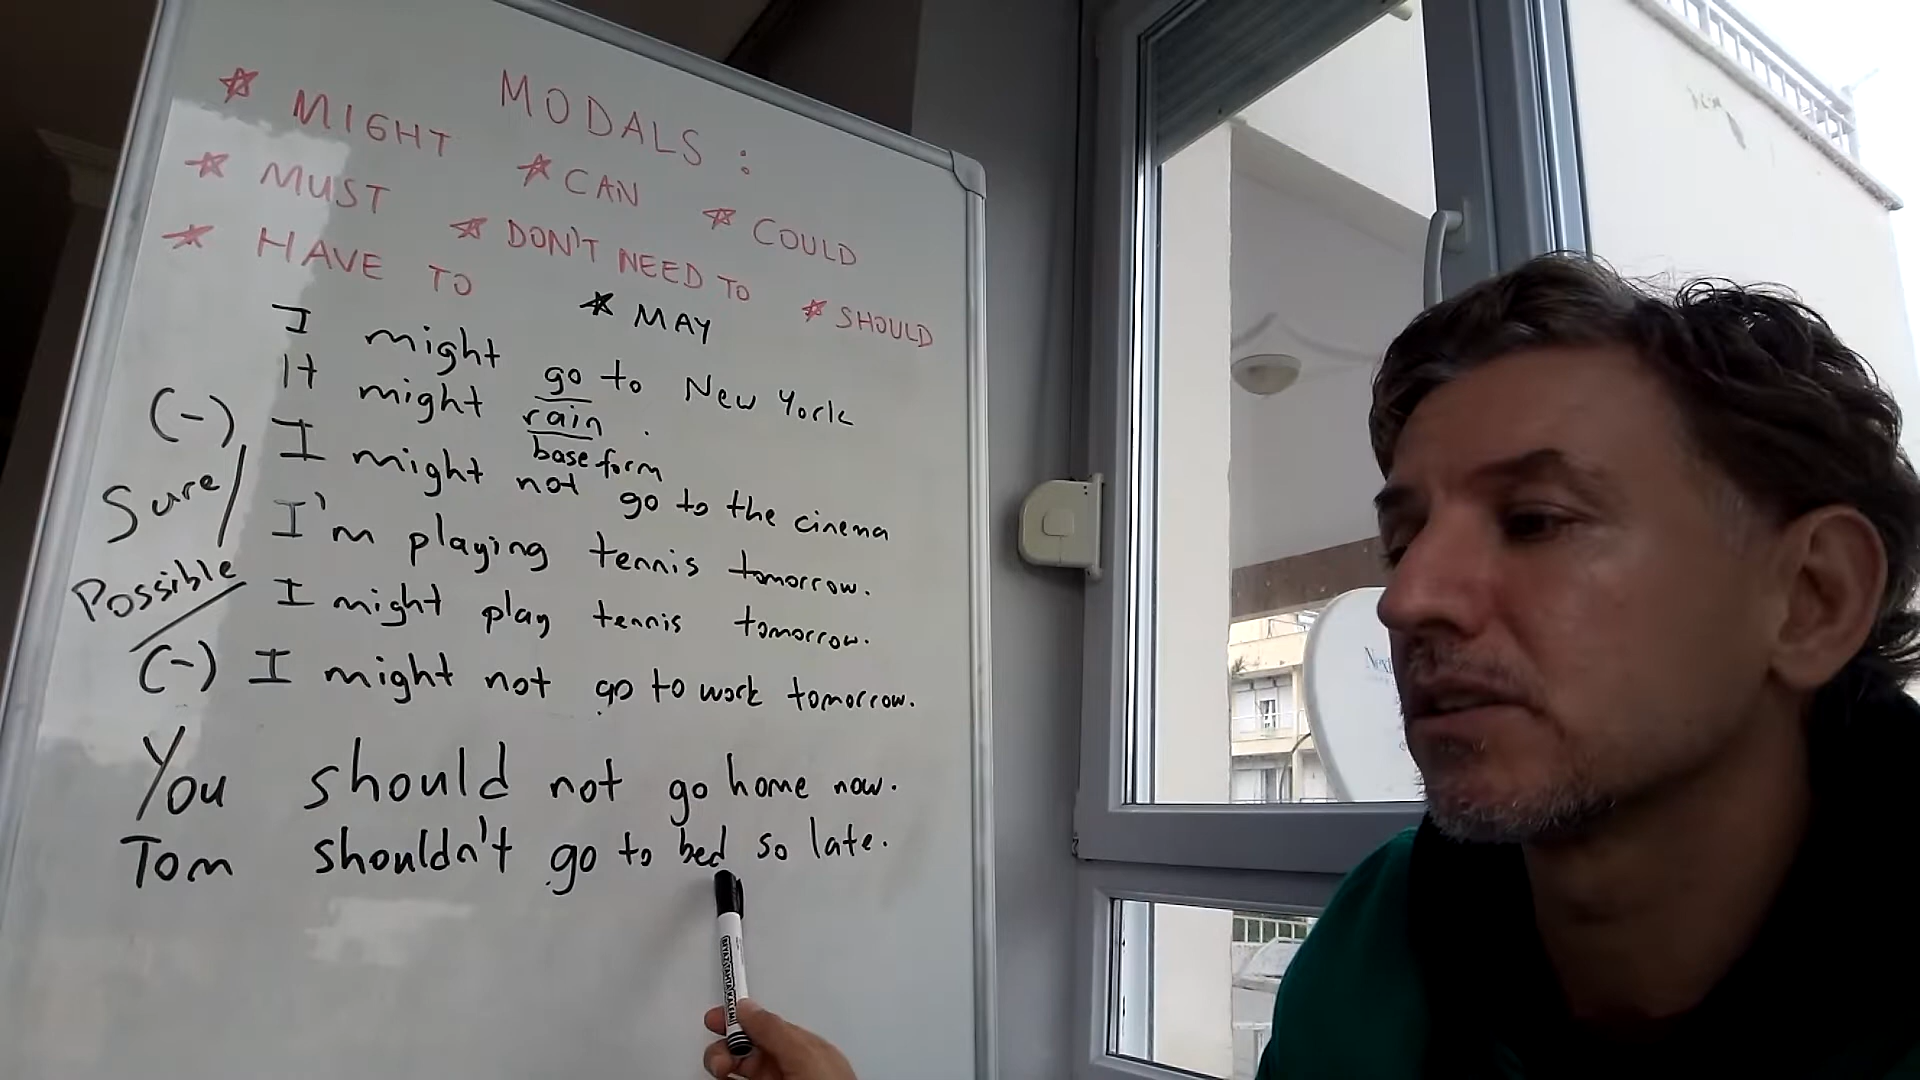 MODALS :
* MIGHT * CAN * COULD
* MUST * DON'T NEED TO * SHOULD
* HAVE TO * MAY
I might go to New York
It might rain.
base form
(-) I might not go to the cinema
Sure / I'm playing tennis tomorrow.
Possible / I might play tennis tomorrow.
(-) I might not go to work tomorrow.
You should not go home now.
Tom shouldn't go to bed so late.